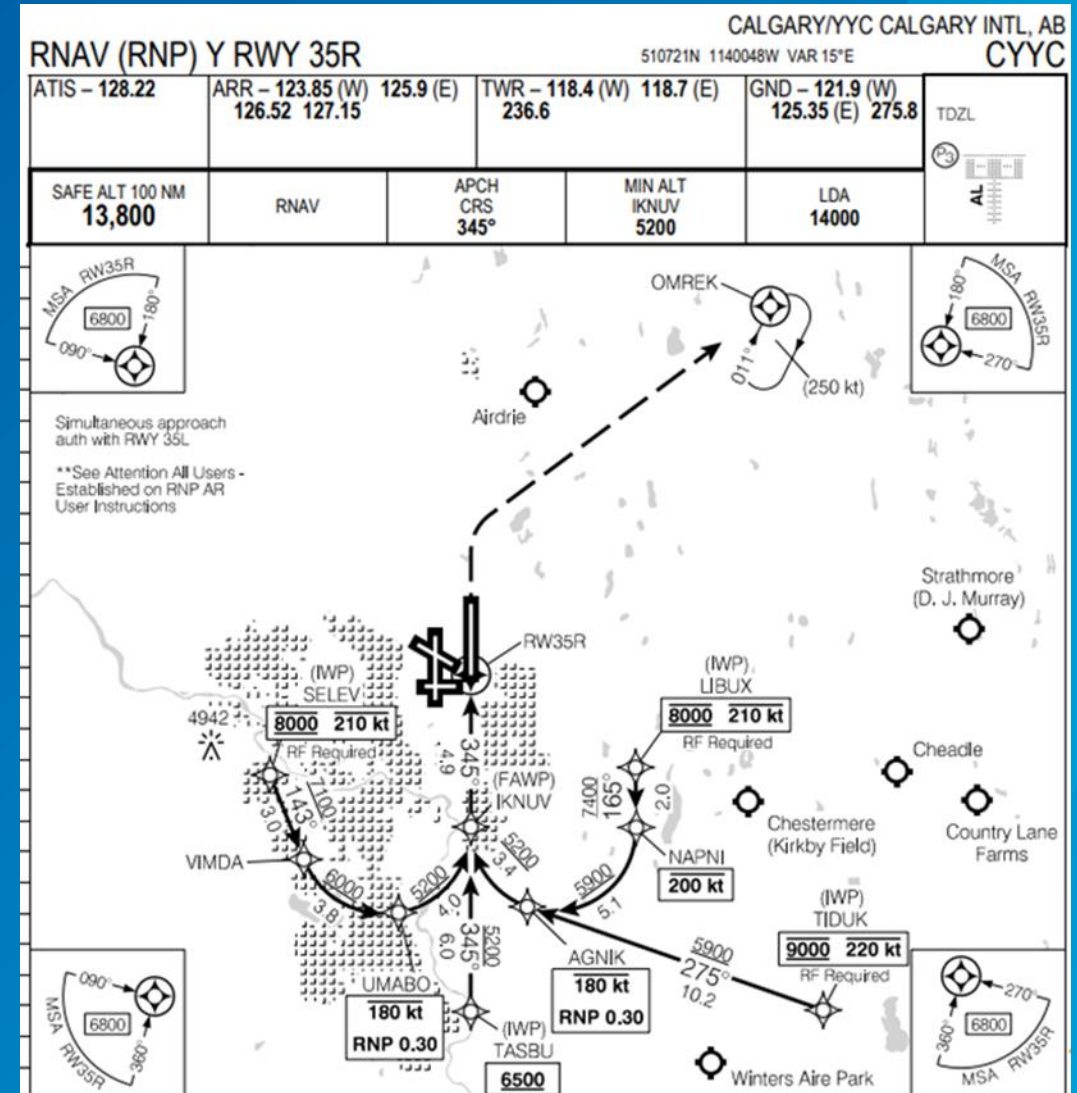 CALGARY/YYC CALGARY INTL, AB
RNAV (RNP) Y RWY 35R
510721N 1140048W VAR 15°E
CYYC
ATIS – 128.22
ARR – 123.85 (W) 125.9 (E)
126.52 127.15
TWR – 118.4 (W) 118.7 (E)
236.6
GND – 121.9 (W)
125.35 (E) 275.8
TDZL
P3
AL
SAFE ALT 100 NM
13,800
RNAV
APCH
CRS
345°
MIN ALT
IKNUV
5200
LDA
14000
MSA RW35R
6800
180°
090°
OMREK
011°
(250 kt)
MSA RW35R
180°
6800
270°
Airdrie
Simultaneous approach
auth with RWY 35L
**See Attention All Users -
Established on RNP AR
User Instructions
Strathmore
(D. J. Murray)
RW35R
(IWP)
SELEV
8000 210 kt
RF Required
4942
(IWP)
LIBUX
8000 210 kt
RF Required
Cheadle
7100
143°
3.0
345°
4.9
(FAWP)
IKNUV
7400
165°
2.0
Chestermere
(Kirkby Field)
Country Lane
Farms
VIMDA
NAPNI
200 kt
6000
3.8
5200
4.0
5200
3.4
5900
5.1
(IWP)
TIDUK
9000 220 kt
RF Required
5200
345°
6.0
5900
275°
10.2
UMABO
180 kt
RNP 0.30
AGNIK
180 kt
RNP 0.30
(IWP)
TASBU
6500
090°
6800
360°
MSA RW35R
Winters Aire Park
270°
6800
360°
MSA RW35R